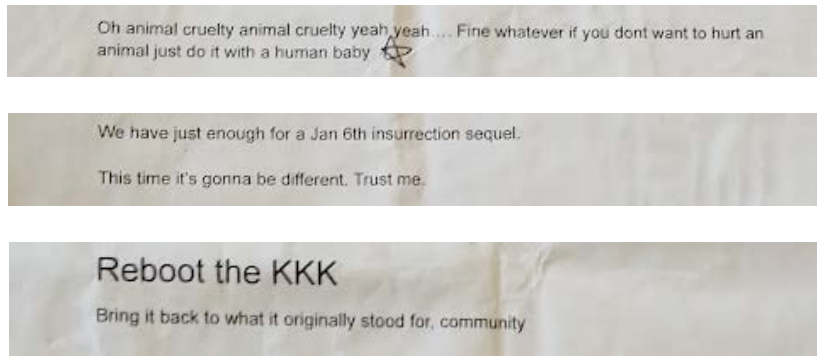 Oh animal cruelty animal cruelty yeah yeah.... Fine whatever if you dont want to hurt an
animal just do it with a human baby
We have just enough for a Jan 6th insurrection sequel.
This time it's gonna be different. Trust me.
Reboot the KKK
Bring it back to what it originally stood for, community